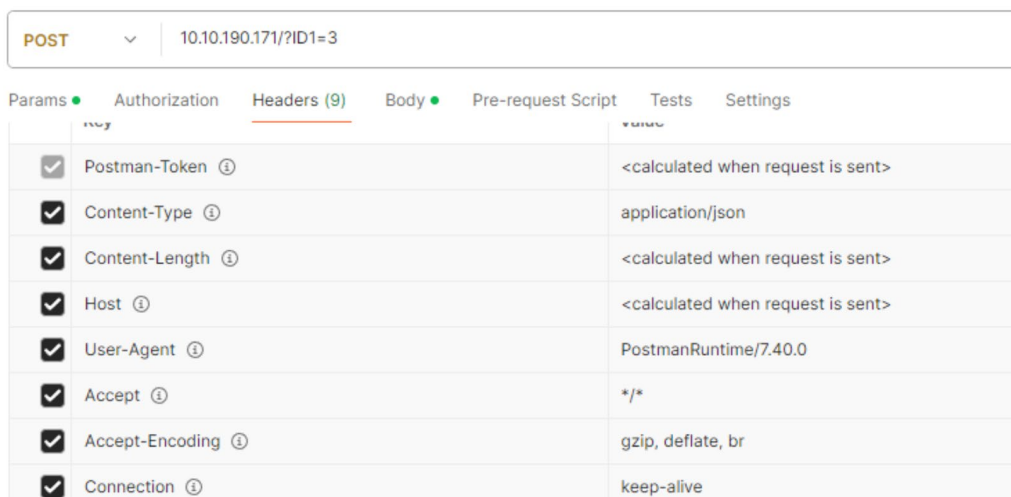 POST 10.10.190.171/?ID1=3
Params Authorization Headers (9) Body Pre-request Script Tests Settings
Key Value
Postman-Token <calculated when request is sent>
Content-Type application/json
Content-Length <calculated when request is sent>
Host <calculated when request is sent>
User-Agent PostmanRuntime/7.40.0
Accept */*
Accept-Encoding gzip, deflate, br
Connection keep-alive